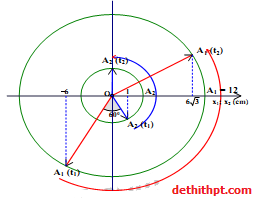 A₂ (t₂)
A₁ (t₂)
-6
O
1
A₂
6√3
A₁ = 12
x₁; x₂ (cm)
60°
A₂ (t₁)
A₁ (t₁)
dethithpt.com